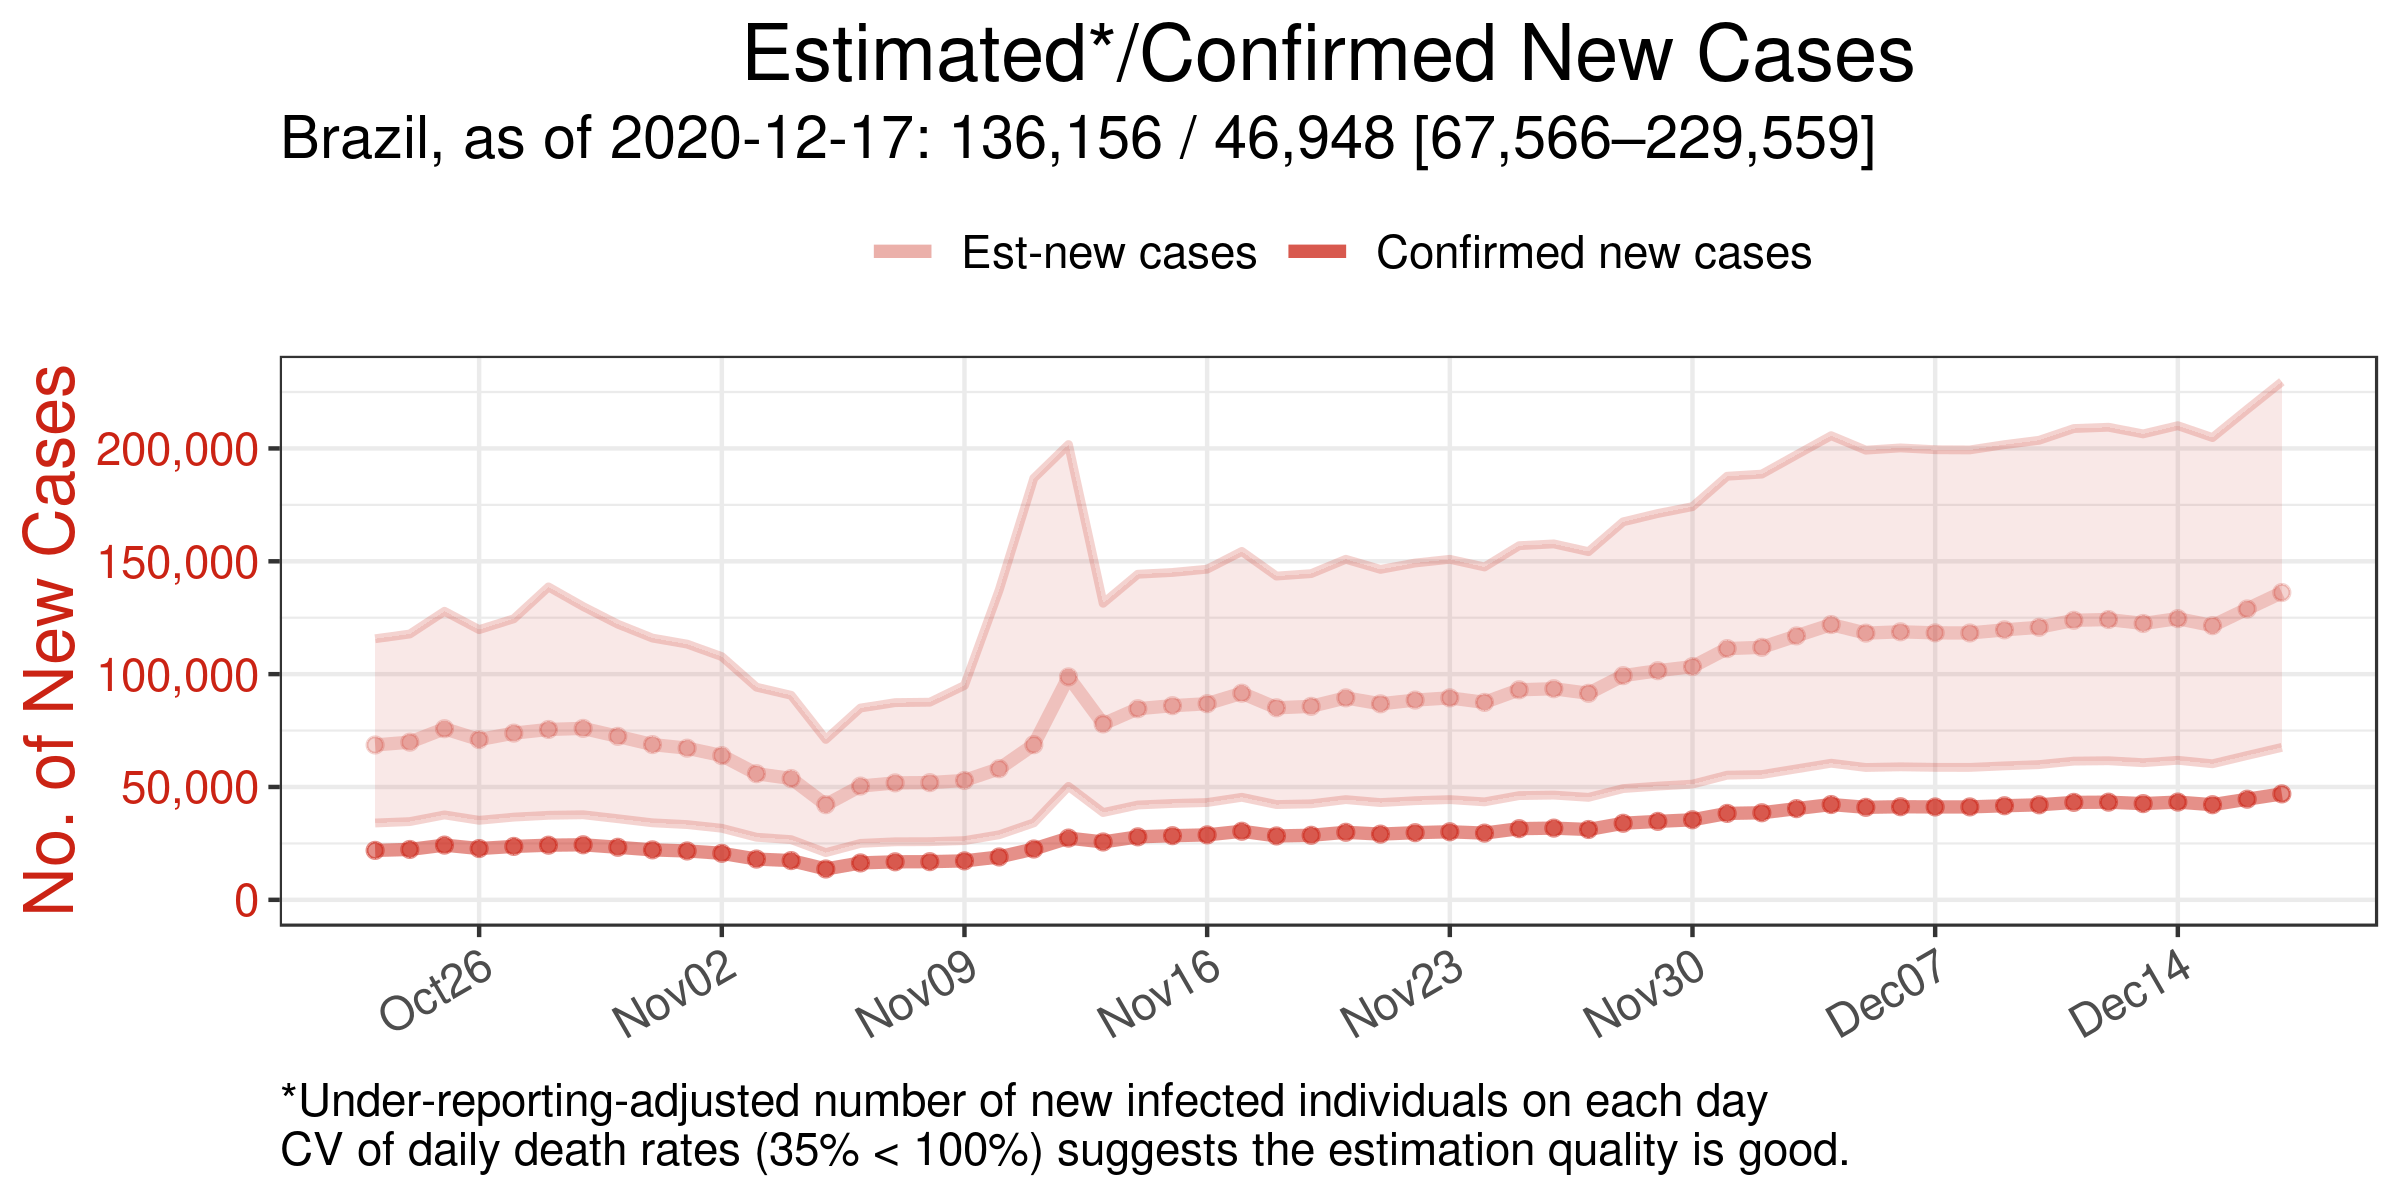 Estimated*/Confirmed New Cases
Brazil, as of 2020-12-17: 136,156 / 46,948 [67,566–229,559]
Est-new cases Confirmed new cases
No. of New Cases
200,000
150,000
100,000
50,000
0
Oct26 Nov02 Nov09 Nov16 Nov23 Nov30 Dec07 Dec14
*Under-reporting-adjusted number of new infected individuals on each day
CV of daily death rates (35% < 100%) suggests the estimation quality is good.